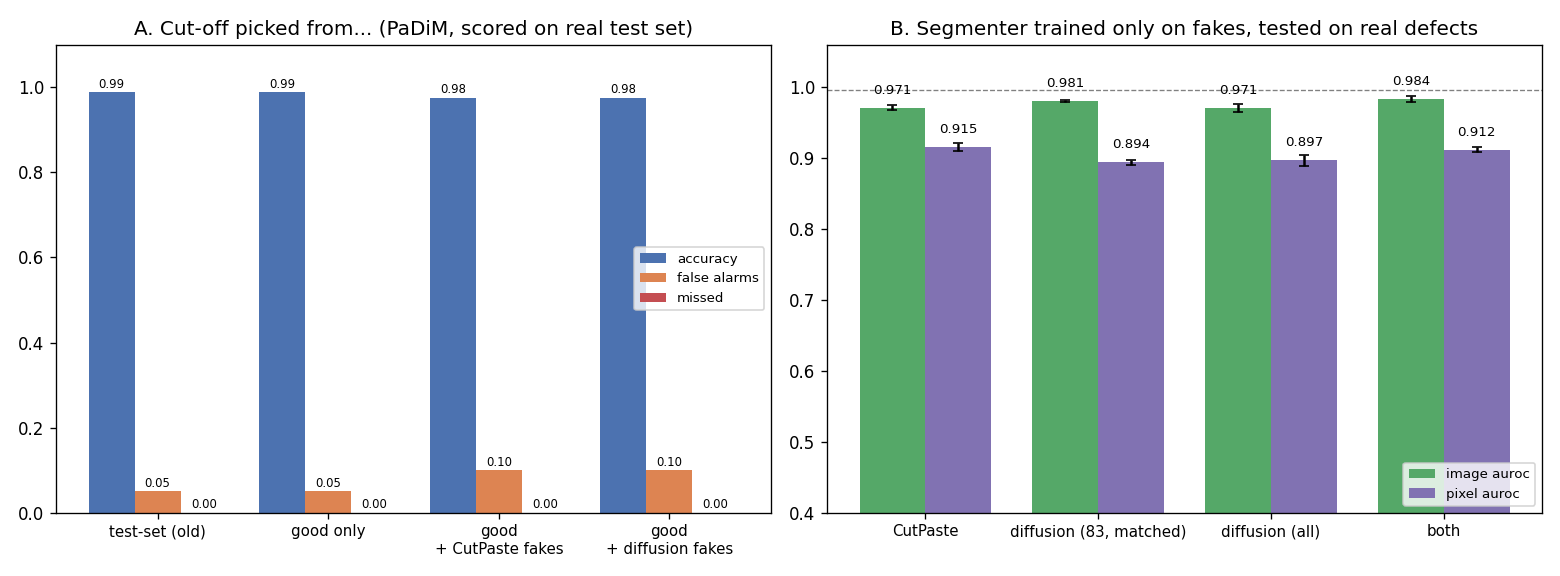 A. Cut-off picked from... (PaDiM, scored on real test set)
1.0
0.8
0.6
0.4
0.2
0.0
0.99
0.05
0.00
0.99
0.05
0.00
0.98
0.10
0.00
0.98
0.10
0.00
accuracy
false alarms
missed
test-set (old)
good only
good
+ CutPaste fakes
good
+ diffusion fakes
B. Segmenter trained only on fakes, tested on real defects
1.0
0.9
0.8
0.7
0.6
0.5
0.4
0.971
0.915
0.981
0.894
0.971
0.897
0.984
0.912
image auroc
pixel auroc
CutPaste
diffusion (83, matched)
diffusion (all)
both